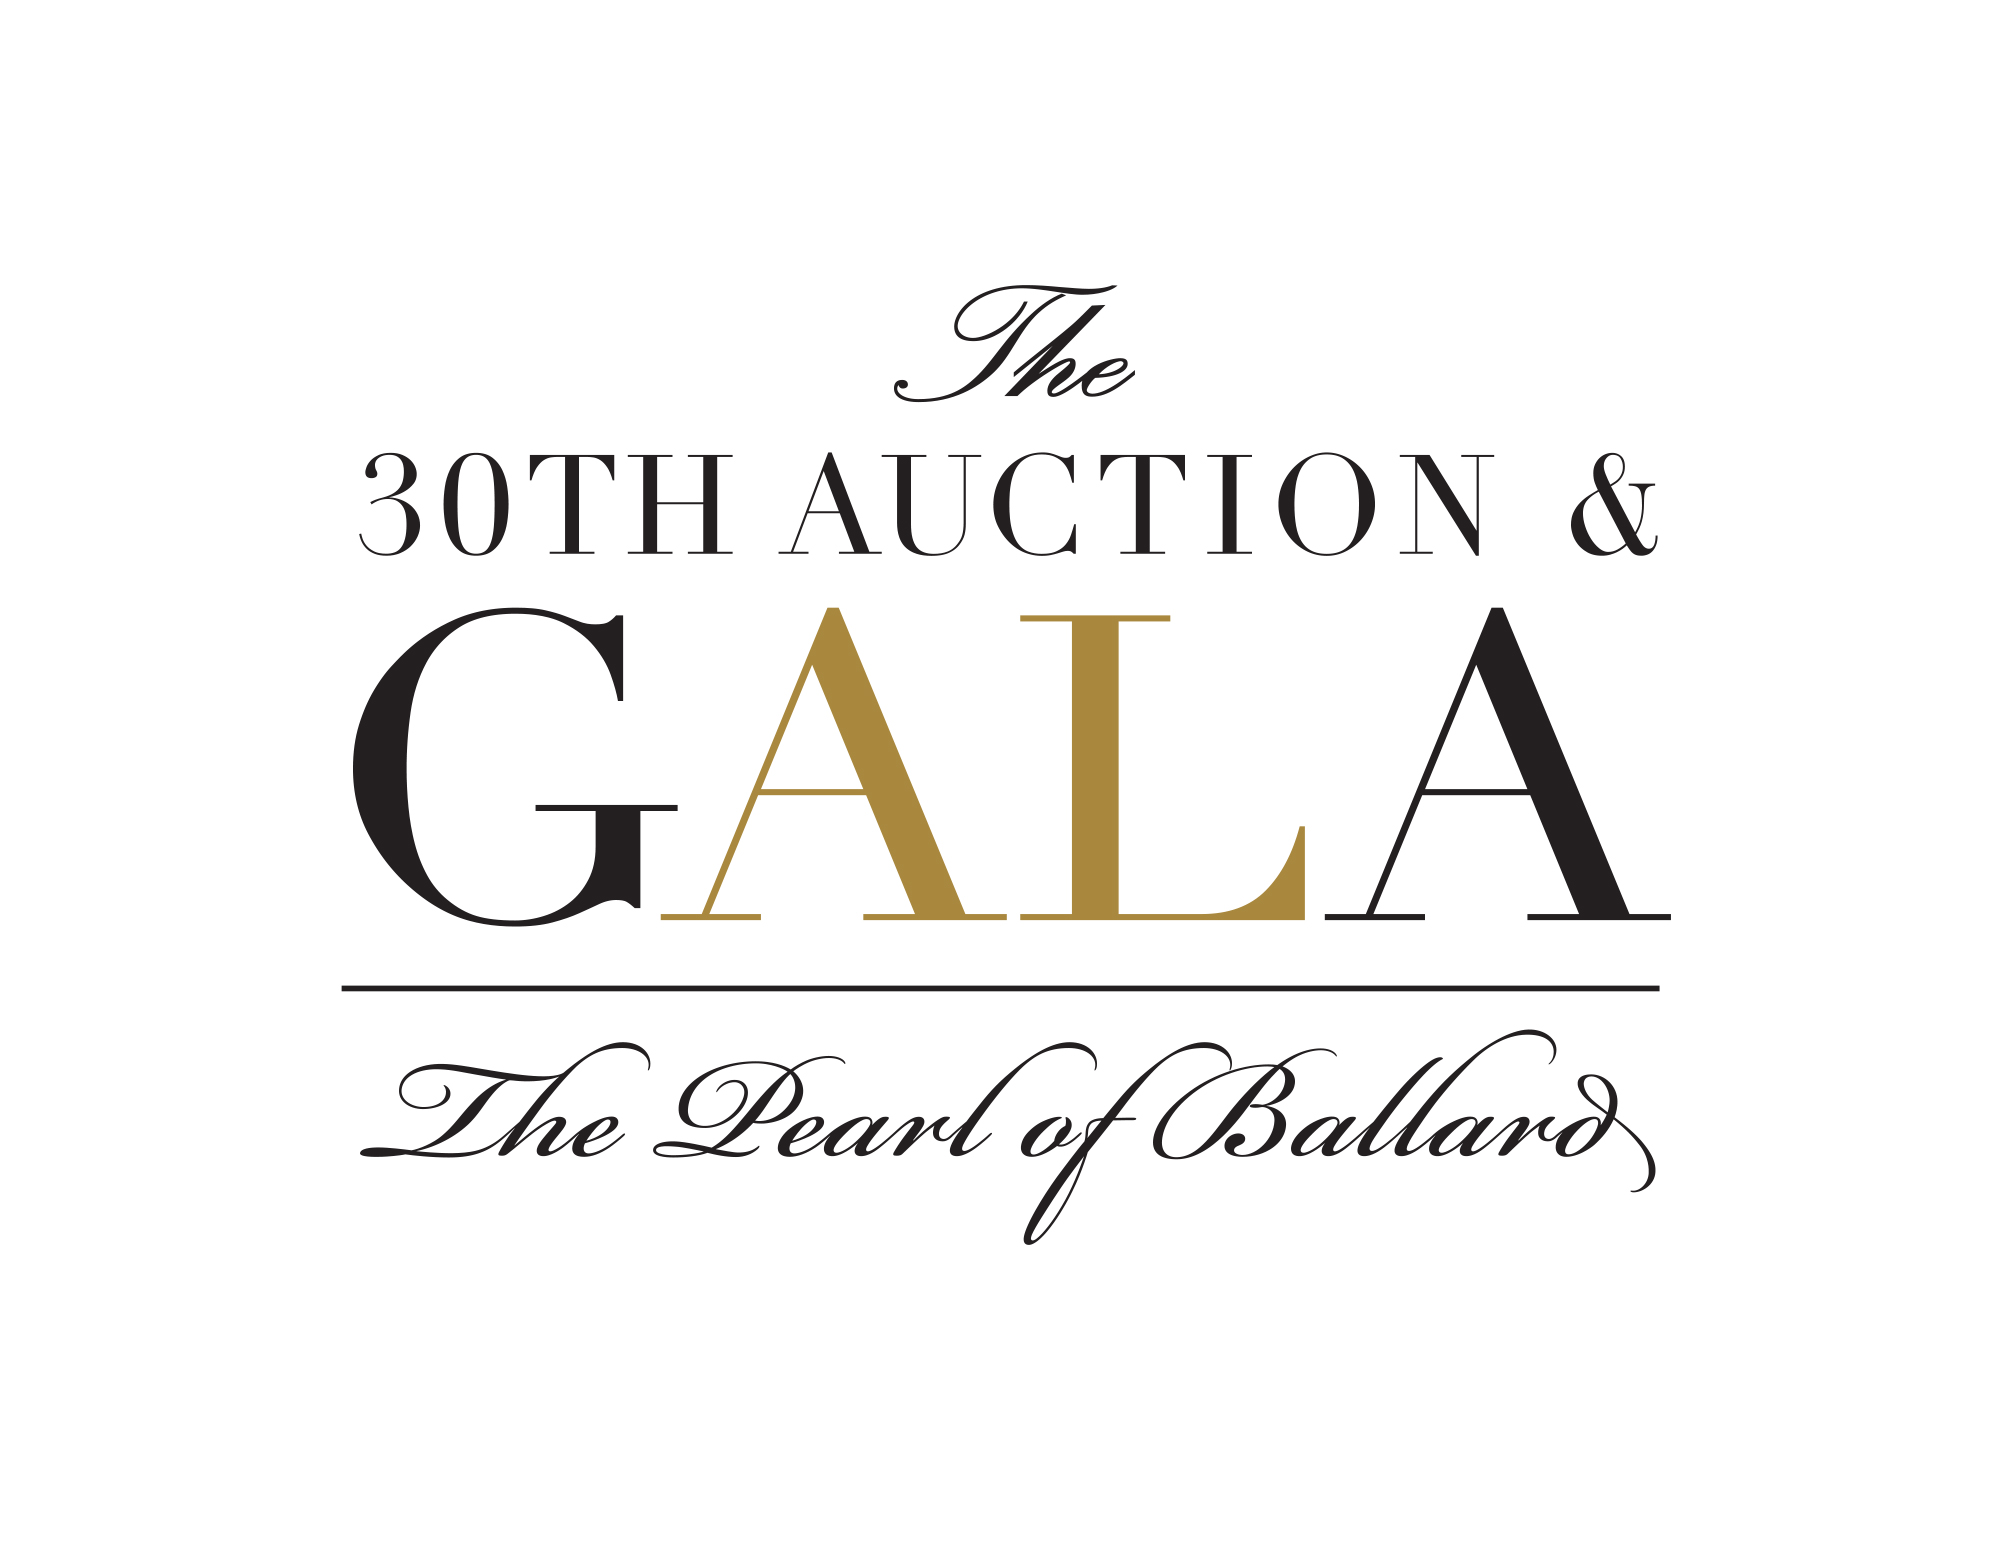 The
30TH AUCTION &
GALA
The Pearl of Ballard